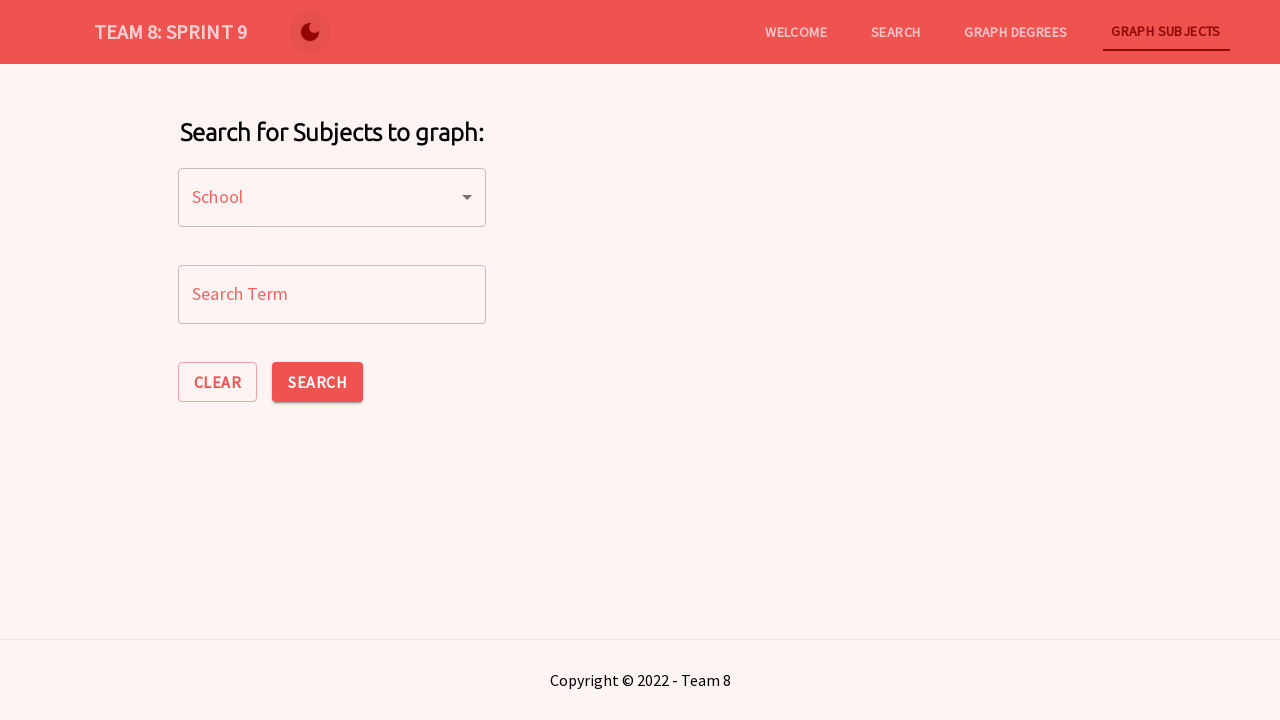 TEAM 8: SPRINT 9
WELCOME
SEARCH
GRAPH DEGREES
GRAPH SUBJECTS
Search for Subjects to graph:
School
Search Term
CLEAR
SEARCH
Copyright © 2022 - Team 8